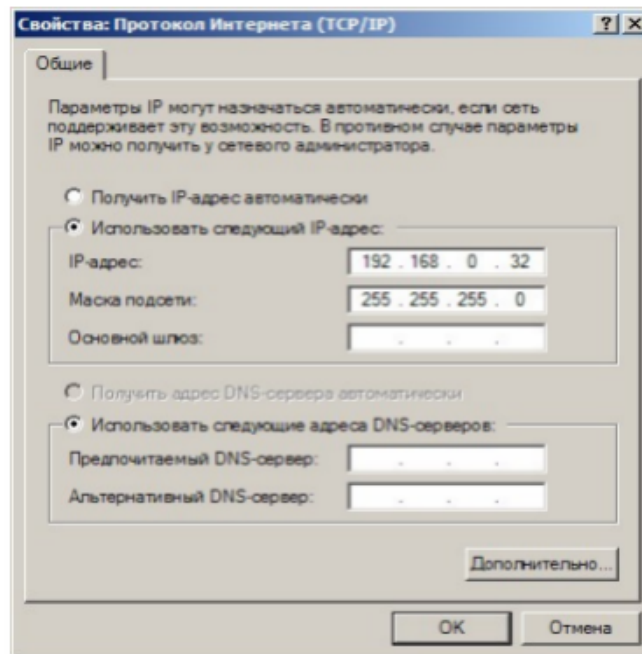 Свойства: Протокол Интернета (TCP/IP)
Общие
Параметры IP могут назначаться автоматически, если сеть
поддерживает эту возможность. В противном случае параметры
IP можно получить у сетевого администратора.
Получить IP-адрес автоматически
Использовать следующий IP-адрес:
IP-адрес: 192 . 168 . 0 . 32
Маска подсети: 255 . 255 . 255 . 0
Основной шлюз: . . .
Получить адрес DNS-сервера автоматически
Использовать следующие адреса DNS-серверов:
Предпочитаемый DNS-сервер: . . .
Альтернативный DNS-сервер: . . .
Дополнительно...
OK Отмена